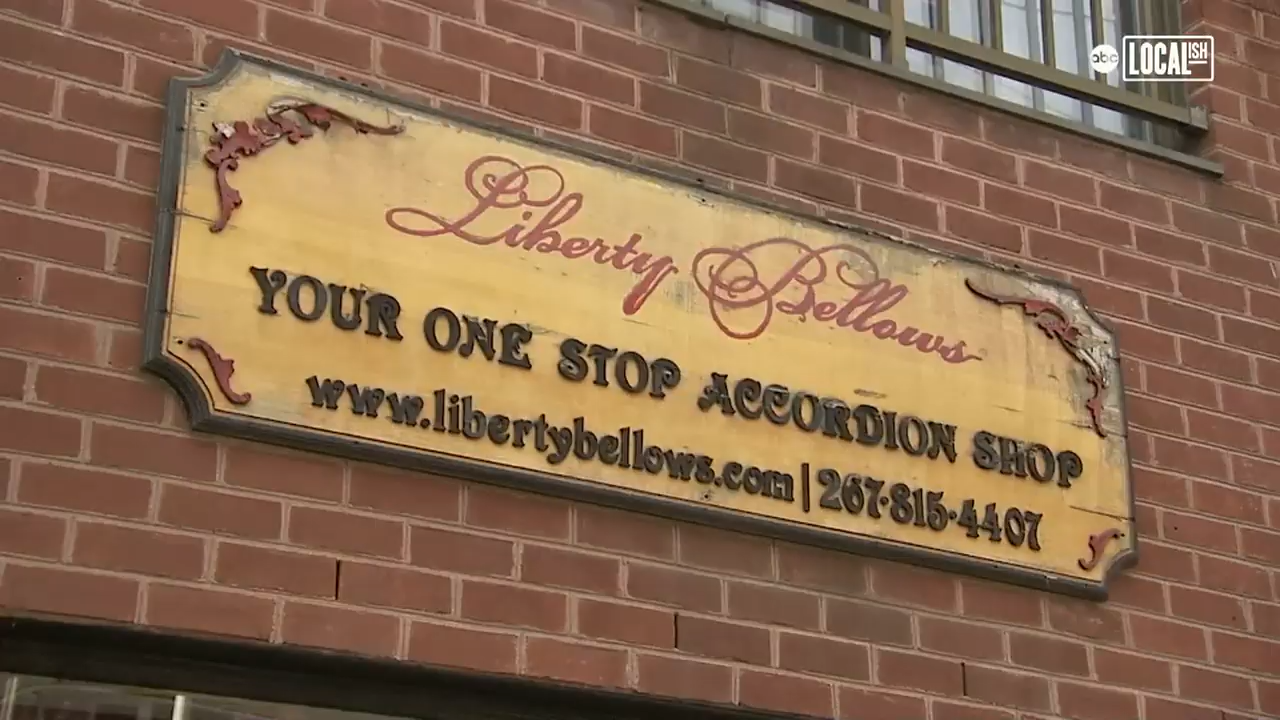 abc LOCALISH
Liberty Bellows
YOUR ONE STOP ACCORDION SHOP
www.libertybellows.com | 267·815·4407